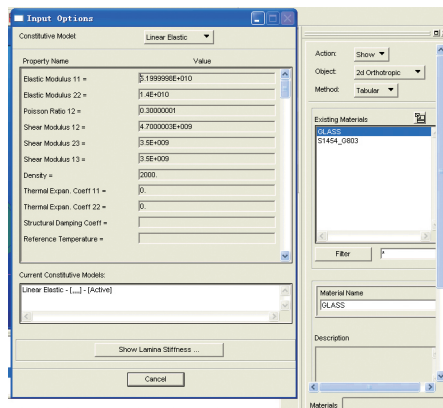 Input Options
Constitutive Model:
Linear Elastic
Property Name
Value
Elastic Modulus 11 =
5.1999998E+010
Elastic Modulus 22 =
1.4E+010
Poisson Ratio 12 =
0.30000001
Shear Modulus 12 =
4.7000003E+009
Shear Modulus 23 =
3.5E+009
Shear Modulus 13 =
3.5E+009
Density =
2000.
Thermal Expan. Coeff 11 =
0.
Thermal Expan. Coeff 22 =
0.
Structural Damping Coeff =
Reference Temperature =
Current Constitutive Models:
Linear Elastic - [,,,,] - [Active]
Show Lamina Stiffness ...
Cancel
Action:
Show
Object:
2d Orthotropic
Method:
Tabular
Existing Materials
GLASS
S1454_G803
Filter
*
Material Name
GLASS
Description
Materials